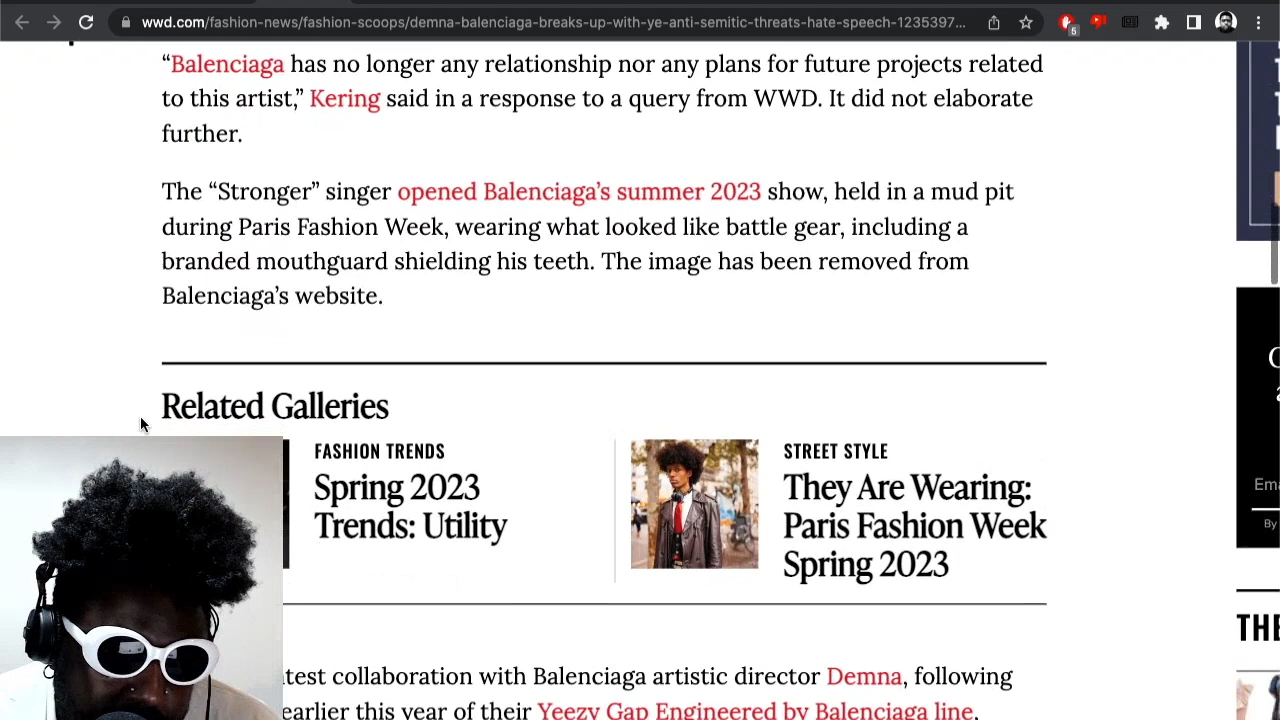 wwd.com/fashion-news/fashion-scoops/demna-balenciaga-breaks-up-with-ye-anti-semitic-threats-hate-speech-1235397...
5
“Balenciaga has no longer any relationship nor any plans for future projects related
to this artist,” Kering said in a response to a query from WWD. It did not elaborate
further.
The “Stronger” singer opened Balenciaga’s summer 2023 show, held in a mud pit
during Paris Fashion Week, wearing what looked like battle gear, including a
branded mouthguard shielding his teeth. The image has been removed from
Balenciaga’s website.
Related Galleries
FASHION TRENDS
Spring 2023
Trends: Utility
STREET STYLE
They Are Wearing:
Paris Fashion Week
Spring 2023
Ema
By
THE
test collaboration with Balenciaga artistic director Demna, following
earlier this year of their Yeezy Gap Engineered by Balenciaga line,